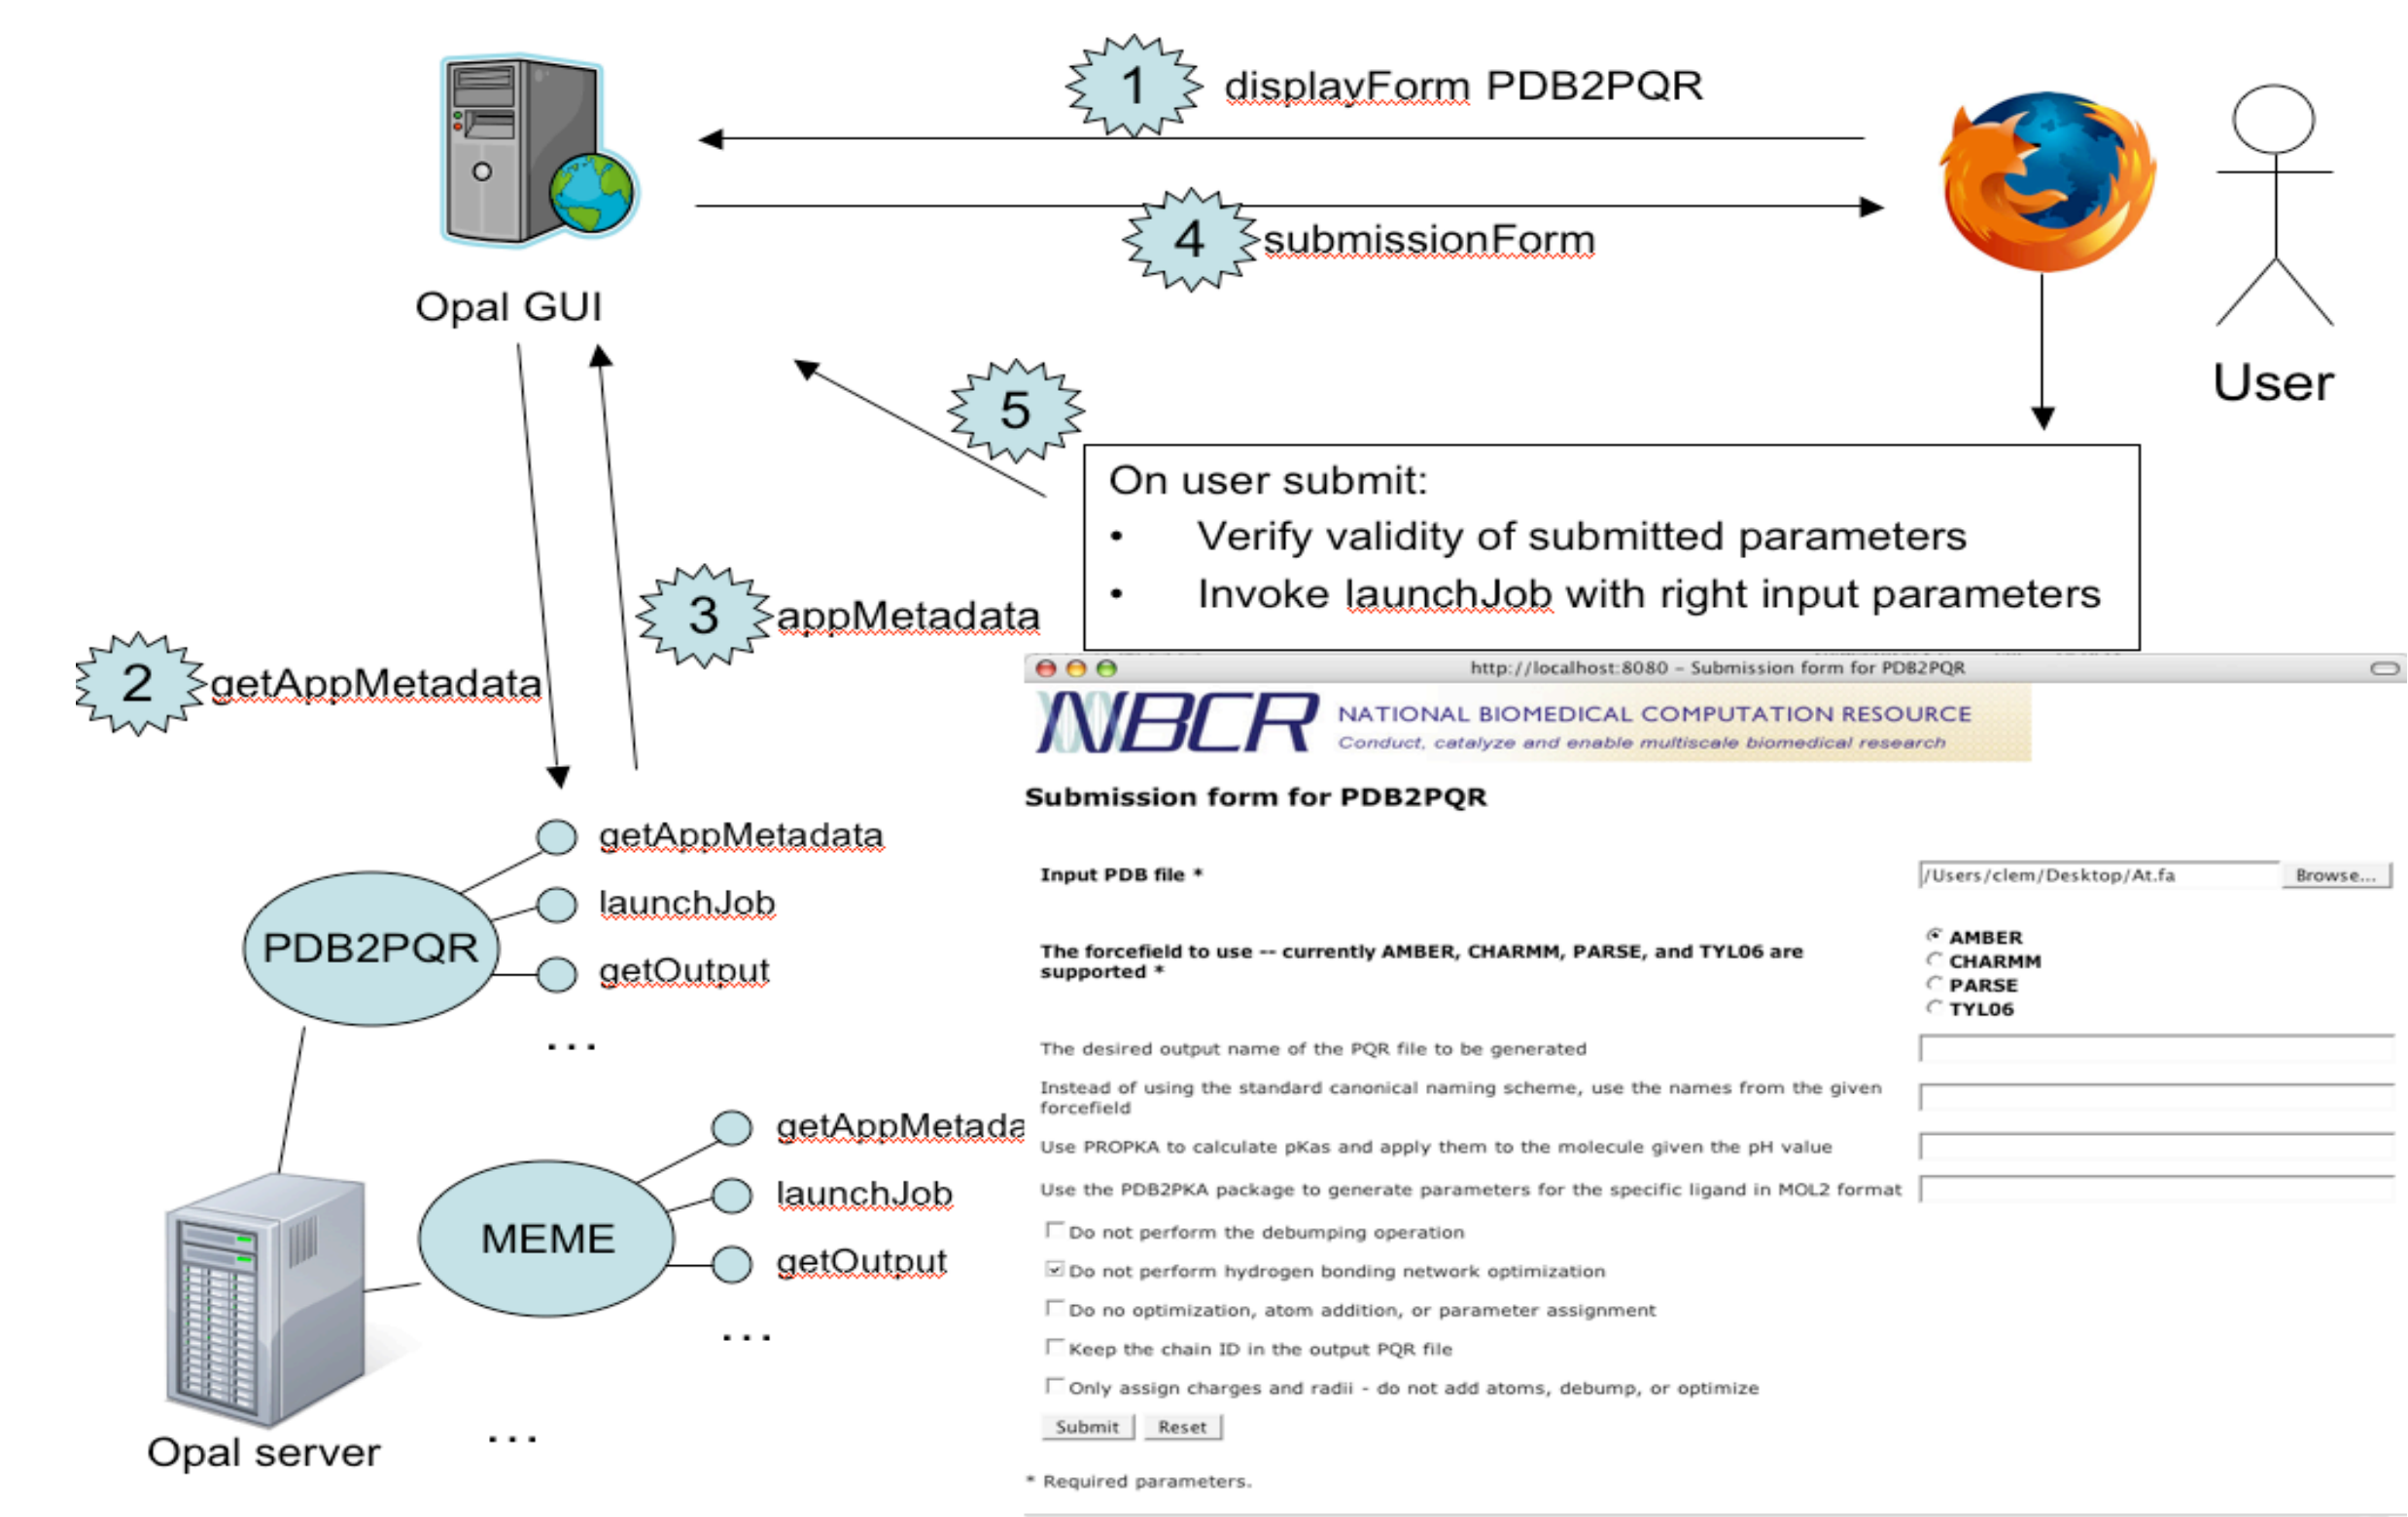 1 displayForm PDB2PQR
4 submissionForm
Opal GUI
User
5
On user submit:
• Verify validity of submitted parameters
• Invoke launchJob with right input parameters
3 appMetadata
2 getAppMetadata
http://localhost:8080 – Submission form for PDB2PQR
NBCR NATIONAL BIOMEDICAL COMPUTATION RESOURCE
Conduct, catalyze and enable multiscale biomedical research
Submission form for PDB2PQR
getAppMetadata
launchJob
PDB2PQR
getOutput
...
Input PDB file *
/Users/clem/Desktop/At.fa Browse...
The forcefield to use -- currently AMBER, CHARMM, PARSE, and TYL06 are
supported *
AMBER
CHARMM
PARSE
TYL06
The desired output name of the PQR file to be generated
Instead of using the standard canonical naming scheme, use the names from the given
forcefield
Use PROPKA to calculate pKas and apply them to the molecule given the pH value
Use the PDB2PKA package to generate parameters for the specific ligand in MOL2 format
Do not perform the debumping operation
Do not perform hydrogen bonding network optimization
Do no optimization, atom addition, or parameter assignment
Keep the chain ID in the output PQR file
Only assign charges and radii - do not add atoms, debump, or optimize
Submit Reset
* Required parameters.
getAppMetada
launchJob
MEME
getOutput
...
Opal server
...